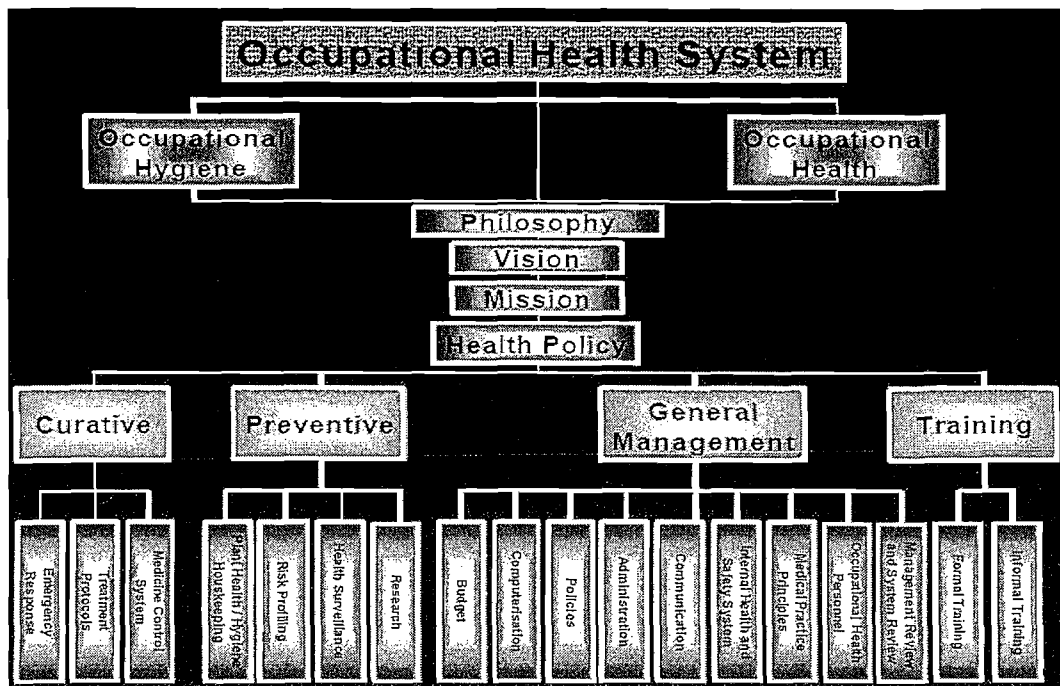 Occupational Health System
Occupational
Hygiene
Occupational
Health
Philosophy
Vision
Mission
Health Policy
Curative
Preventive
General
Management
Training
Emergency
Response
Treatment
Protocols
Medicine Control
System
Plant Health / Hygiene
Houskeeping
Risk Profiling
Health Surveillance
Research
Budget
Computerisation
Policies
Administration
Communication
Internal Health and
Safety System
Medical Practice
Principles
Occupational Health
Personnel
Management Review
and System Review
Formal Training
Informal Training